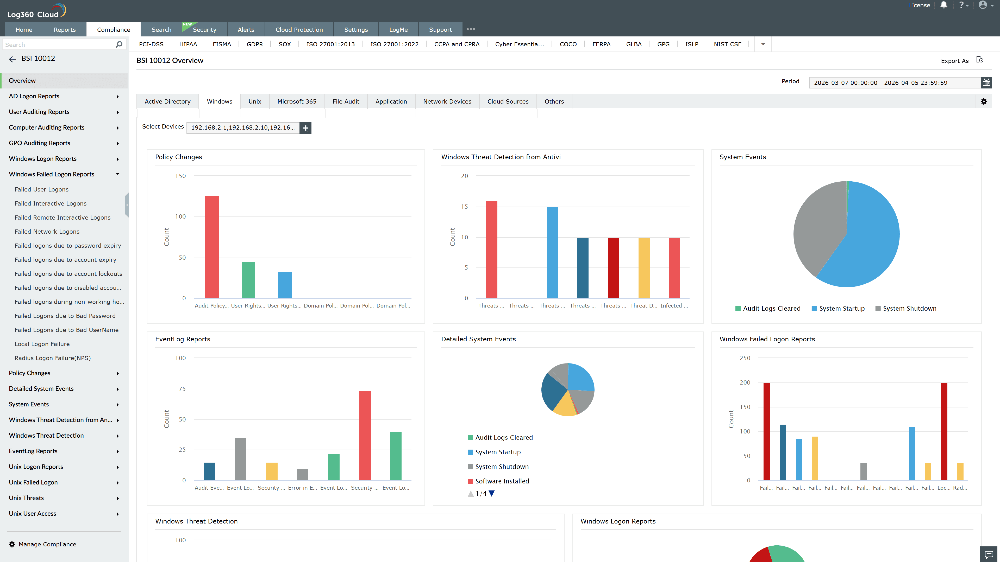 Log360 Cloud
License
?
Home
Reports
Compliance
Search
NEW
Security
Alerts
Cloud Protection
Settings
LogMe
Support
Search
PCI-DSS
HIPAA
FISMA
GDPR
SOX
ISO 27001:2013
ISO 27001:2022
CCPA and CPRA
Cyber Essentia...
COCO
FERPA
GLBA
GPG
ISLP
NIST CSF
BSI 10012
Overview
AD Logon Reports
User Auditing Reports
Computer Auditing Reports
GPO Auditing Reports
Windows Logon Reports
Windows Failed Logon Reports
Failed User Logons
Failed Interactive Logons
Failed Remote Interactive Logons
Failed Network Logons
Failed logons due to password expiry
Failed logons due to account expiry
Failed logons due to account lockouts
Failed logons due to disabled accou...
Failed logons during non-working ho...
Failed Logons due to Bad Password
Failed Logons due to Bad UserName
Local Logon Failure
Radius Logon Failure(NPS)
Policy Changes
Detailed System Events
System Events
Windows Threat Detection from An...
Windows Threat Detection
EventLog Reports
Unix Logon Reports
Unix Failed Logon
Unix Threats
Unix User Access
Manage Compliance
BSI 10012 Overview
Export As
Period
2026-03-07 00:00:00 - 2026-04-05 23:59:59
Active Directory
Windows
Unix
Microsoft 365
File Audit
Application
Network Devices
Cloud Sources
Others
Select Devices
192.168.2.1,192.168.2.10,192.16...
+
Policy Changes
150
100
50
0
Count
Audit Policy...
User Rights...
User Rights...
Domain Pol...
Domain Pol...
Domain Pol...
Windows Threat Detection from Antivi...
20
15
10
5
0
Count
Threats ...
Threats ...
Threats ...
Threats ...
Threats ...
Threat D...
Infected ...
System Events
Audit Logs Cleared
System Startup
System Shutdown
EventLog Reports
100
75
50
25
0
Count
Audit Eve...
Event Lo...
Security ...
Error in E...
Event Lo...
Security ...
Event Lo...
Detailed System Events
Audit Logs Cleared
System Startup
System Shutdown
Software Installed
1/4
Windows Failed Logon Reports
250
200
150
100
50
0
Count
Fail...
Fail...
Fail...
Fail...
Fail...
Fail...
Fail...
Fail...
Fail...
Fail...
Fail...
Loc...
Rad...
Windows Threat Detection
100
Windows Logon Reports